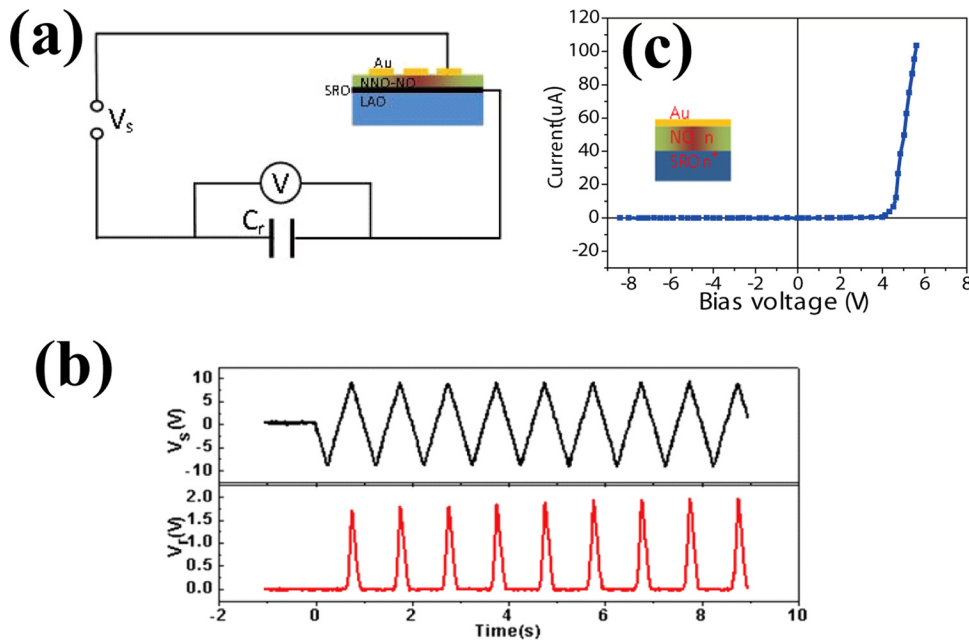 (a)
Au
NNO-NO
SRO
LAO
Vs
V
Cr
(c)
Current(uA)
120
100
80
60
40
20
0
-20
Au
NO n
SRO n+
-8 -6 -4 -2 0 2 4 6 8
Bias voltage (V)
(b)
Vs(V)
10
5
0
-5
-10
Vr(V)
2.0
1.5
1.0
0.5
0.0
-2 0 2 4 6 8 10
Time(s)